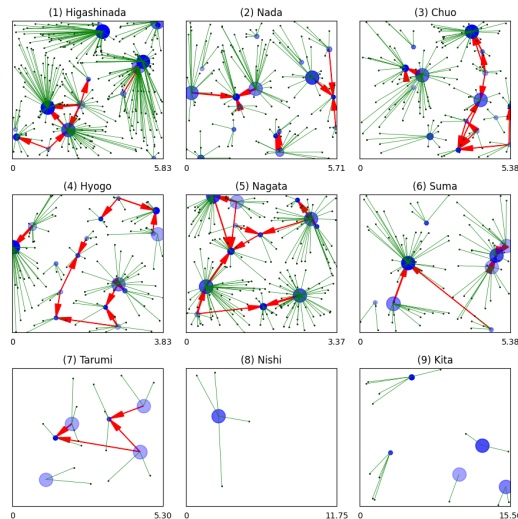 (1) Higashinada
(2) Nada
(3) Chuo
0 5.83
0 5.71
0 5.38
(4) Hyogo
(5) Nagata
(6) Suma
0 3.83
0 3.37
0 5.38
(7) Tarumi
(8) Nishi
(9) Kita
0 5.30
0 11.75
0